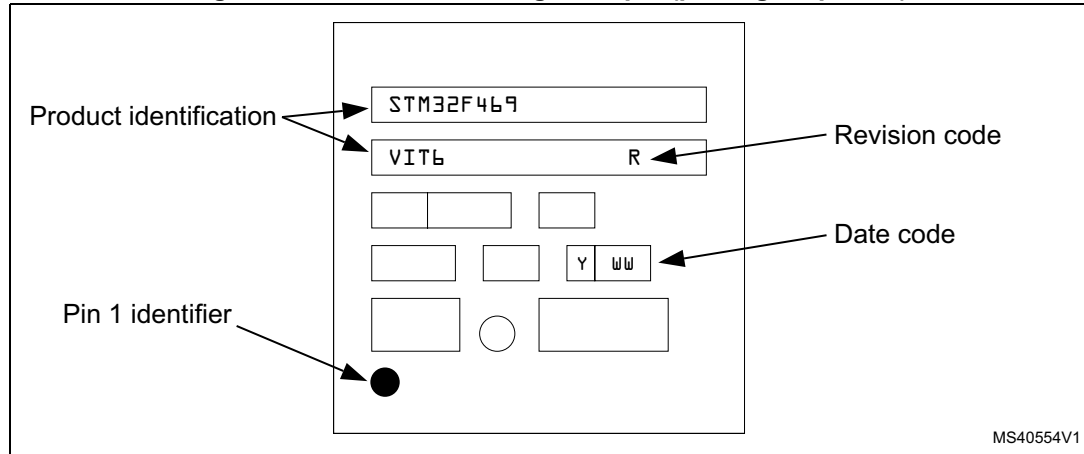 STM32F469
Product identification
VIT6 R
Revision code
Date code
Y WW
Pin 1 identifier
MS40554V1